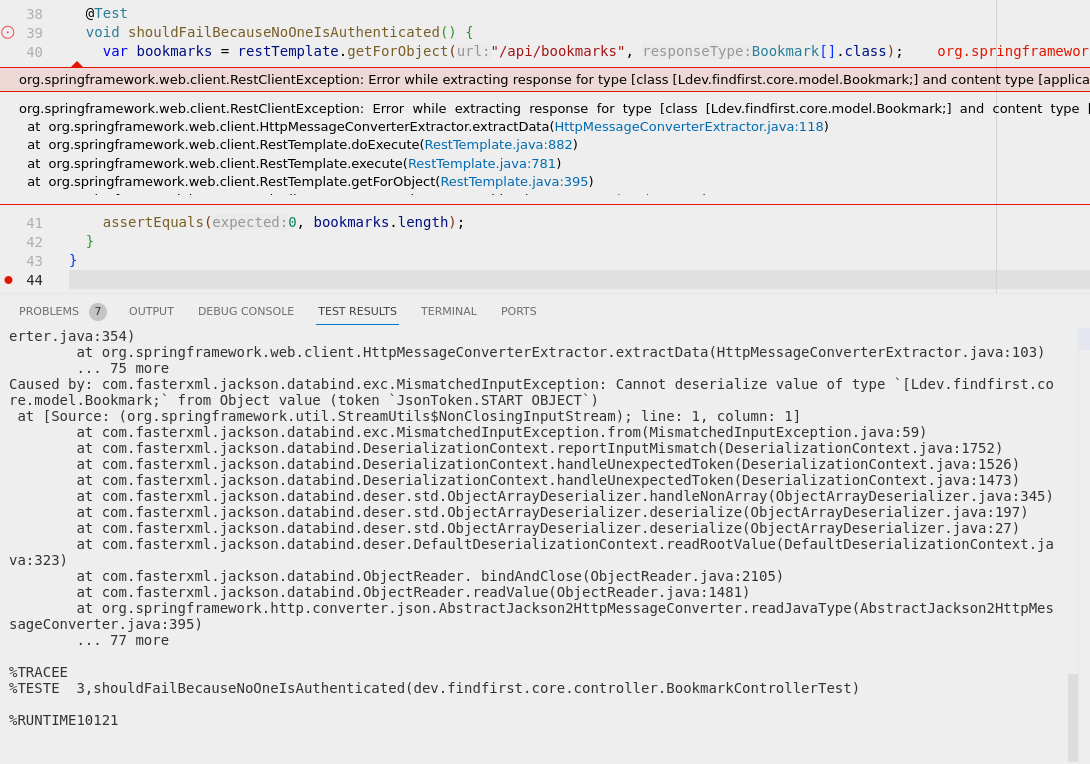 38 @Test
39 void shouldFailBecauseNoOneIsAuthenticated() {
40 var bookmarks = restTemplate.getForObject(url:"/api/bookmarks", responseType:Bookmark[].class); org.springframewor
org.springframework.web.client.RestClientException: Error while extracting response for type [class [Ldev.findfirst.core.model.Bookmark;] and content type [applica
org.springframework.web.client.RestClientException: Error while extracting response for type [class [Ldev.findfirst.core.model.Bookmark;] and content type [
at org.springframework.web.client.HttpMessageConverterExtractor.extractData(HttpMessageConverterExtractor.java:118)
at org.springframework.web.client.RestTemplate.doExecute(RestTemplate.java:882)
at org.springframework.web.client.RestTemplate.execute(RestTemplate.java:781)
at org.springframework.web.client.RestTemplate.getForObject(RestTemplate.java:395)
41 assertEquals(expected:0, bookmarks.length);
42 }
43 }
44
PROBLEMS 7 OUTPUT DEBUG CONSOLE TEST RESULTS TERMINAL PORTS
erter.java:354)
at org.springframework.web.client.HttpMessageConverterExtractor.extractData(HttpMessageConverterExtractor.java:103)
... 75 more
Caused by: com.fasterxml.jackson.databind.exc.MismatchedInputException: Cannot deserialize value of type `[Ldev.findfirst.co
re.model.Bookmark;` from Object value (token `JsonToken.START_OBJECT`)
at [Source: (org.springframework.util.StreamUtils$NonClosingInputStream); line: 1, column: 1]
at com.fasterxml.jackson.databind.exc.MismatchedInputException.from(MismatchedInputException.java:59)
at com.fasterxml.jackson.databind.DeserializationContext.reportInputMismatch(DeserializationContext.java:1752)
at com.fasterxml.jackson.databind.DeserializationContext.handleUnexpectedToken(DeserializationContext.java:1526)
at com.fasterxml.jackson.databind.DeserializationContext.handleUnexpectedToken(DeserializationContext.java:1473)
at com.fasterxml.jackson.databind.deser.std.ObjectArrayDeserializer.handleNonArray(ObjectArrayDeserializer.java:345)
at com.fasterxml.jackson.databind.deser.std.ObjectArrayDeserializer.deserialize(ObjectArrayDeserializer.java:197)
at com.fasterxml.jackson.databind.deser.std.ObjectArrayDeserializer.deserialize(ObjectArrayDeserializer.java:27)
at com.fasterxml.jackson.databind.deser.DefaultDeserializationContext.readRootValue(DefaultDeserializationContext.ja
va:323)
at com.fasterxml.jackson.databind.ObjectReader._bindAndClose(ObjectReader.java:2105)
at com.fasterxml.jackson.databind.ObjectReader.readValue(ObjectReader.java:1481)
at org.springframework.http.converter.json.AbstractJackson2HttpMessageConverter.readJavaType(AbstractJackson2HttpMes
sageConverter.java:395)
... 77 more
%TRACEE
%TESTE 3,shouldFailBecauseNoOneIsAuthenticated(dev.findfirst.core.controller.BookmarkControllerTest)
%RUNTIME10121